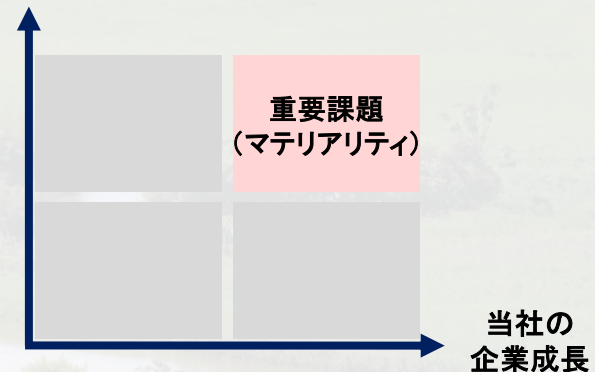 重要課題
（マテリアリティ）
当社の
企業成長